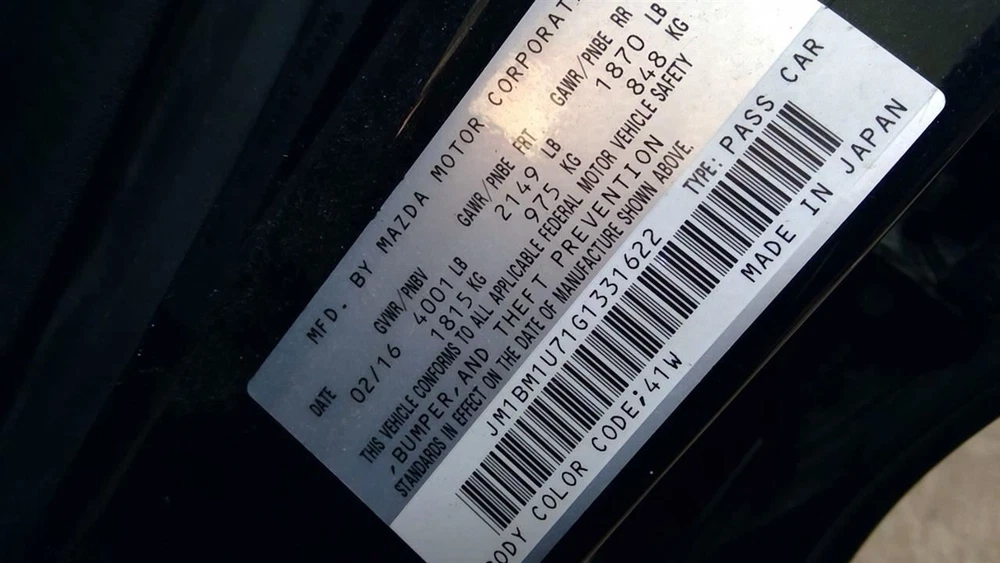 MFD. BY MAZDA MOTOR CORPORAT
DATE GVWR/PNBV GAWR/PNBE FRT GAWR/PNBE RR
02/16 4001 LB 2149 LB 1870 LB
1815 KG 975 KG 848 KG
THIS VEHICLE CONFORMS TO ALL APPLICABLE FEDERAL MOTOR VEHICLE SAFETY
,BUMPER,AND THEFT PREVENTION
STANDARDS IN EFFECT ON THE DATE OF MANUFACTURE SHOWN ABOVE.
JM1BM1U71G1331622 TYPE: PASS CAR
ODY COLOR CODE;41W MADE IN JAPAN